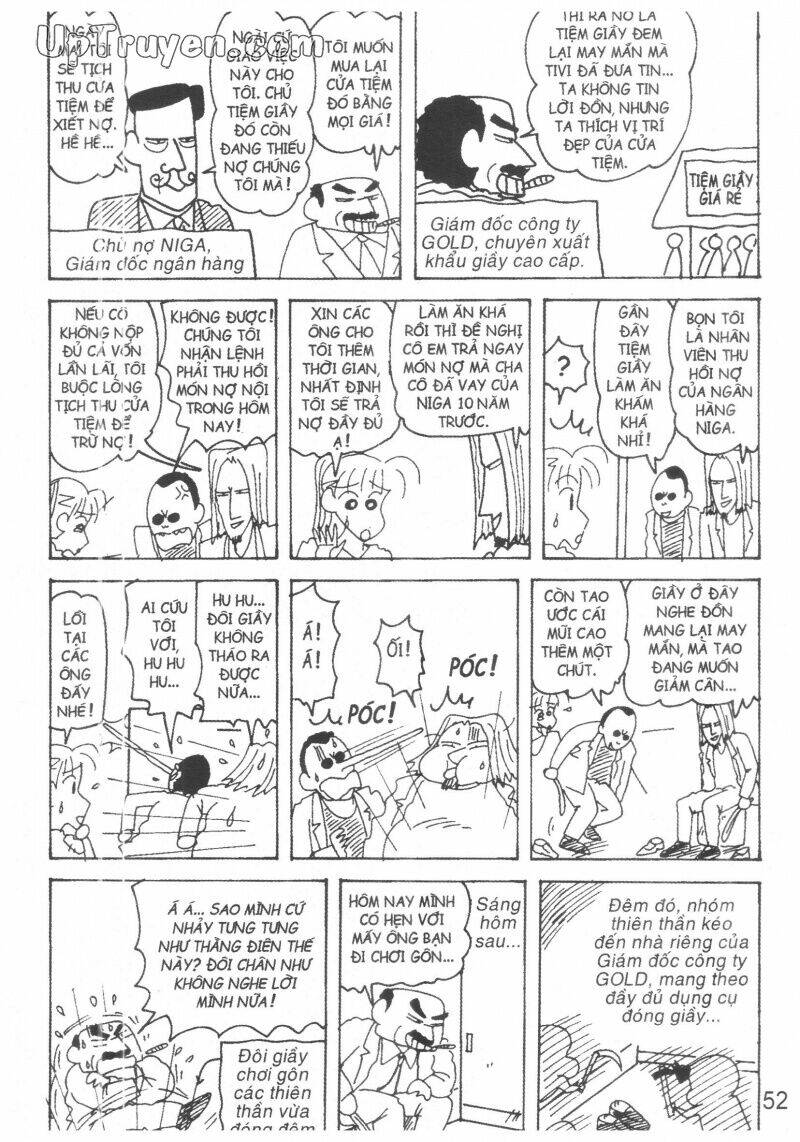 UpTruyen.com
THÌ RA NÓ LÀ
TIỆM GIẦY ĐEM
LẠI MAY MẮN MÀ
TIVI ĐÃ ĐƯA TIN...
TA KHÔNG TIN
LỜI ĐỒN, NHƯNG
TA THÍCH VỊ TRÍ
ĐẸP CỦA CỬA
TIỆM.
TIỆM GIẦY
GIÁ RẺ
Giám đốc công ty
GOLD, chuyên xuất
khẩu giầy cao cấp.
TÔI MUỐN
MUA LẠI
CỬA TIỆM
ĐÓ BẰNG
MỌI GIÁ!
NGÀI CỨ
GIAO VIỆC
NÀY CHO
TÔI. CHỦ
TIỆM GIẦY
ĐÓ CÒN
ĐANG THIẾU
NỢ CHÚNG
TÔI MÀ!
NGÀY
MAI TÔI
SẼ TỊCH
THU CỬA
TIỆM ĐỂ
XIẾT NỢ.
HỀ HỀ...
Chủ nợ NIGA,
Giám đốc ngân hàng
BỌN TÔI
LÀ NHÂN
VIÊN THU
HỒI NỢ
CỦA NGÂN
HÀNG
NIGA.
GẦN
ĐÂY
TIỆM
GIẦY
LÀM ĂN
KHẤM
KHÁ
NHỈ!
?
LÀM ĂN KHÁ
RỒI THÌ ĐỀ NGHỊ
CÔ EM TRẢ NGAY
MÓN NỢ MÀ CHA
CÔ ĐÃ VAY CỦA
NIGA 10 NĂM
TRƯỚC.
XIN CÁC
ÔNG CHO
TÔI THÊM
THỜI GIAN,
NHẤT ĐỊNH
TÔI SẼ TRẢ
NỢ ĐẦY ĐỦ
Ạ!
KHÔNG ĐƯỢC!
CHÚNG TÔI
NHẬN LỆNH
PHẢI THU HỒI
MÓN NỢ NỘI
TRONG HÔM
NAY!
NẾU CÔ
KHÔNG NỘP
ĐỦ CẢ VỐN
LẪN LÃI, TÔI
BUỘC LÒNG
TỊCH THU CỬA
TIỆM ĐỂ
TRỪ NỢ!
GIẦY Ở ĐÂY
NGHE ĐỒN
MANG LẠI MAY
MẮN, MÀ TAO
ĐANG MUỐN
GIẢM CÂN...
CÒN TAO
ƯỚC CÁI
MŨI CAO
THÊM MỘT
CHÚT.
ỐI!
PÓC!
Á!
Á!
PÓC!
HU HU...
ĐÔI GIẦY
KHÔNG
THÁO RA
ĐƯỢC
NỮA...
AI CỨU
TÔI
VỚI,
HU HU
HU...
LỖI
TẠI
CÁC
ÔNG
ĐẤY
NHÉ!
Đêm đó, nhóm
thiên thần kéo
đến nhà riêng của
Giám đốc công ty
GOLD, mang theo
đầy đủ dụng cụ
đóng giầy...
Sáng
hôm
sau...
HÔM NAY MÌNH
CÓ HẸN VỚI
MẤY ÔNG BẠN
ĐI CHƠI GÔN...
Á Á... SAO MÌNH CỨ
NHẢY TƯNG TƯNG
NHƯ THẰNG ĐIÊN THẾ
NÀY? ĐÔI CHÂN NHƯ
KHÔNG NGHE LỜI
MÌNH NỮA!
Đôi giầy
chơi gôn
các thiên
thần vừa
đóng đêm
52